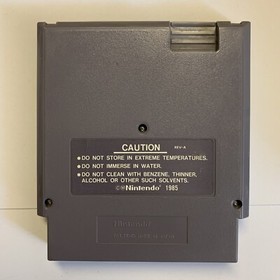 CAUTION REV-A
● DO NOT STORE IN EXTREME TEMPERATURES.
● DO NOT IMMERSE IN WATER.
● DO NOT CLEAN WITH BENZENE, THINNER,
ALCOHOL OR OTHER SUCH SOLVENTS.
©®Nintendo 1985
Nintendo